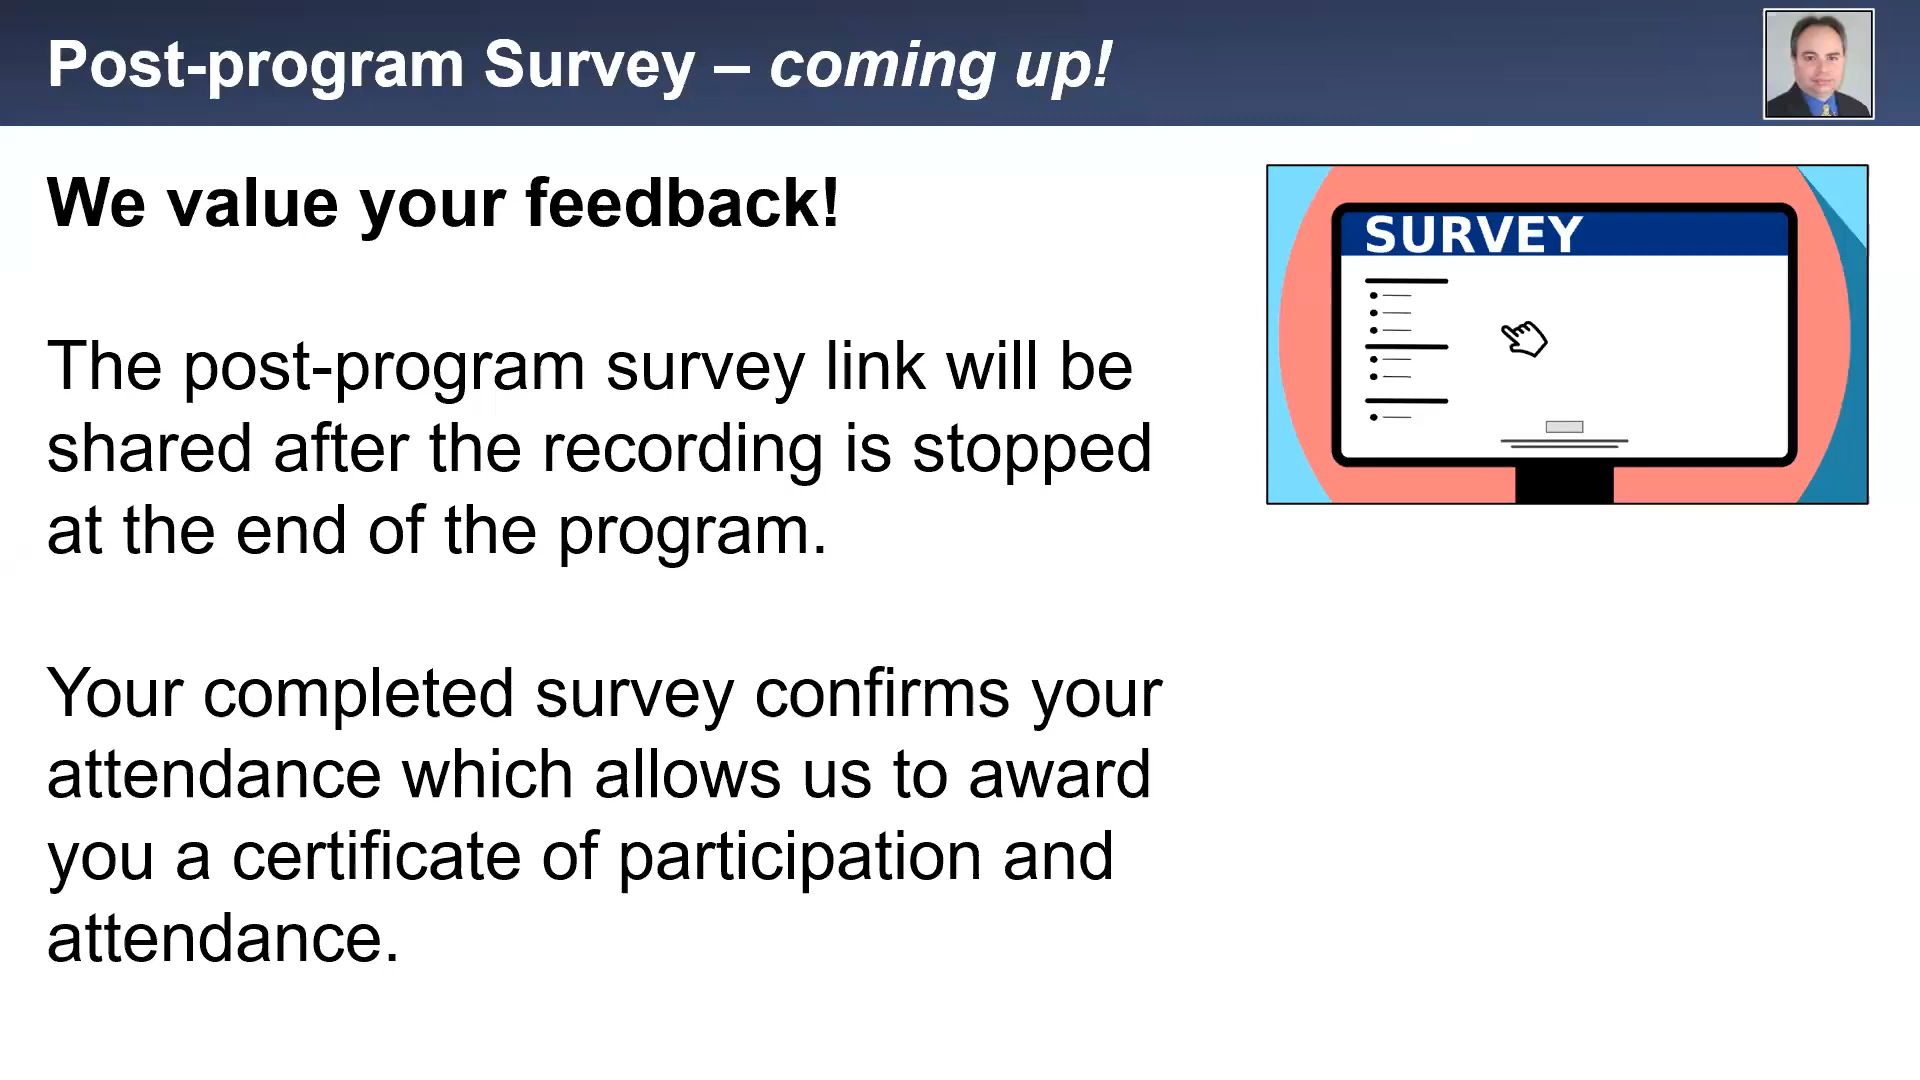 Post-program Survey – coming up!
We value your feedback!
SURVEY
The post-program survey link will be
shared after the recording is stopped
at the end of the program.
Your completed survey confirms your
attendance which allows us to award
you a certificate of participation and
attendance.